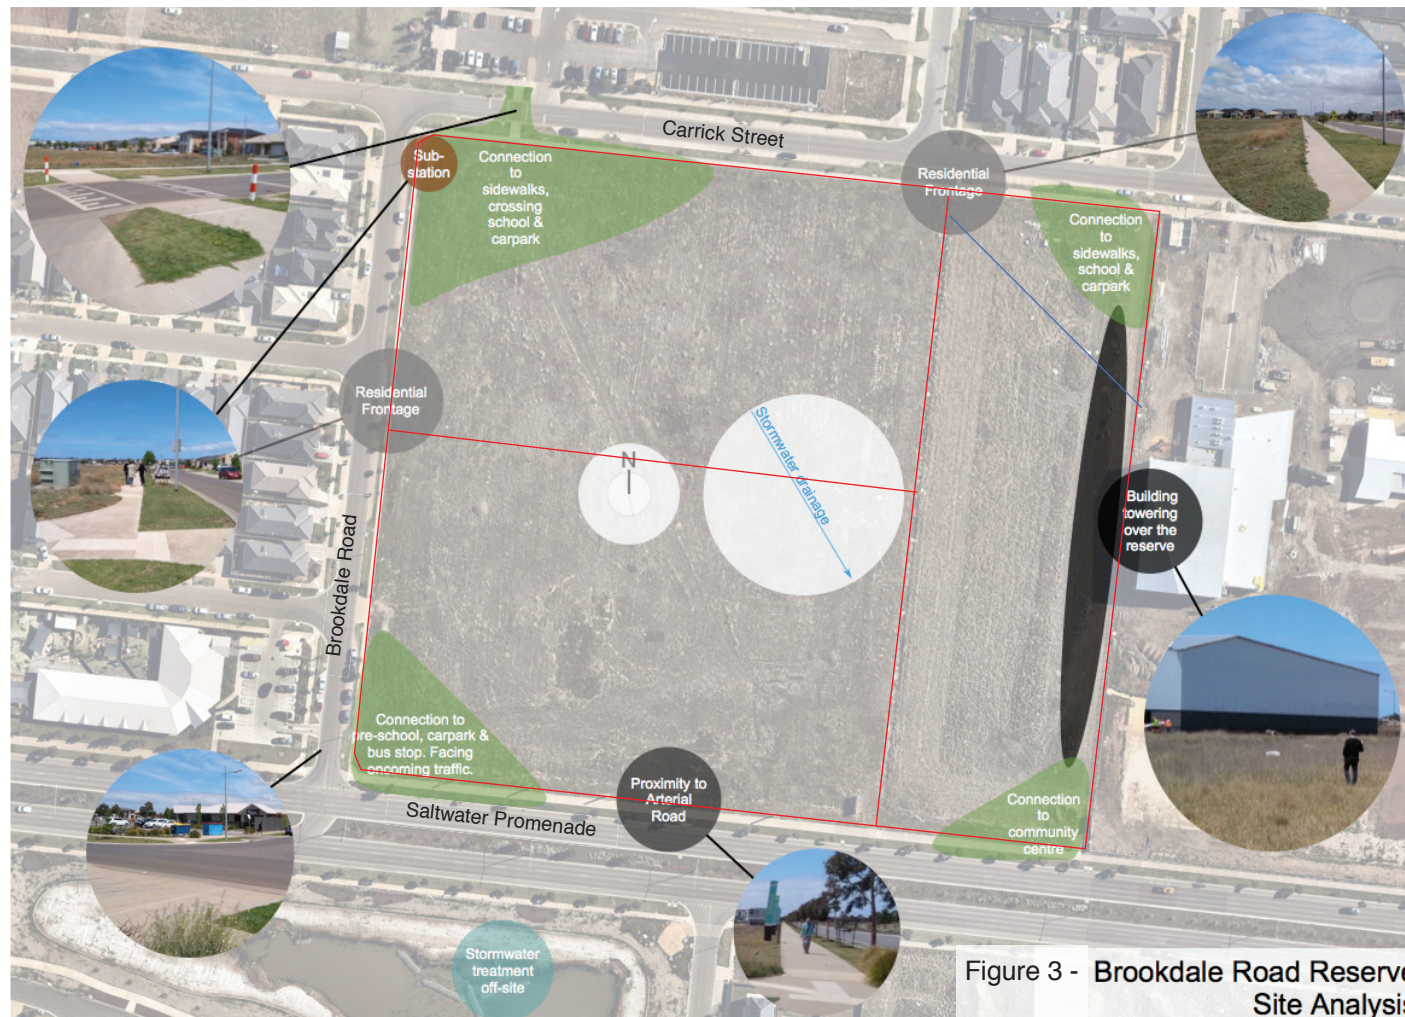 Carrick Street
Sub-
station
Connection
to
sidewalks,
crossing
school &
carpark
Residential
Frontage
Connection
to
sidewalks,
school &
carpark
Residential
Frontage
N
Stormwater drainage
Building
towering
over the
reserve
Brookdale Road
Connection to
pre-school, carpark &
bus stop. Facing
oncoming traffic.
Proximity to
Arterial
Road
Saltwater Promenade
Connection
to
community
centre
Stormwater
treatment
off-site
Figure 3 - Brookdale Road Reserve
Site Analysis